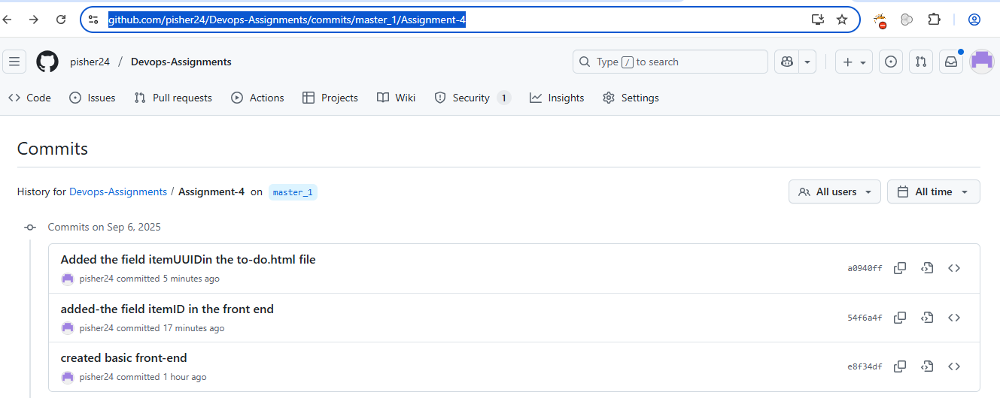 github.com/pisher24/Devops-Assignments/commits/master_1/Assignment-4
pisher24 / Devops-Assignments
Type / to search
Code Issues Pull requests Actions Projects Wiki Security 1 Insights Settings
Commits
History for Devops-Assignments / Assignment-4 on master_1
All users All time
Commits on Sep 6, 2025
Added the field itemUUIDin the to-do.html file
pisher24 committed 5 minutes ago
a0940ff
added-the field itemID in the front end
pisher24 committed 17 minutes ago
54f6a4f
created basic front-end
pisher24 committed 1 hour ago
e8f34df